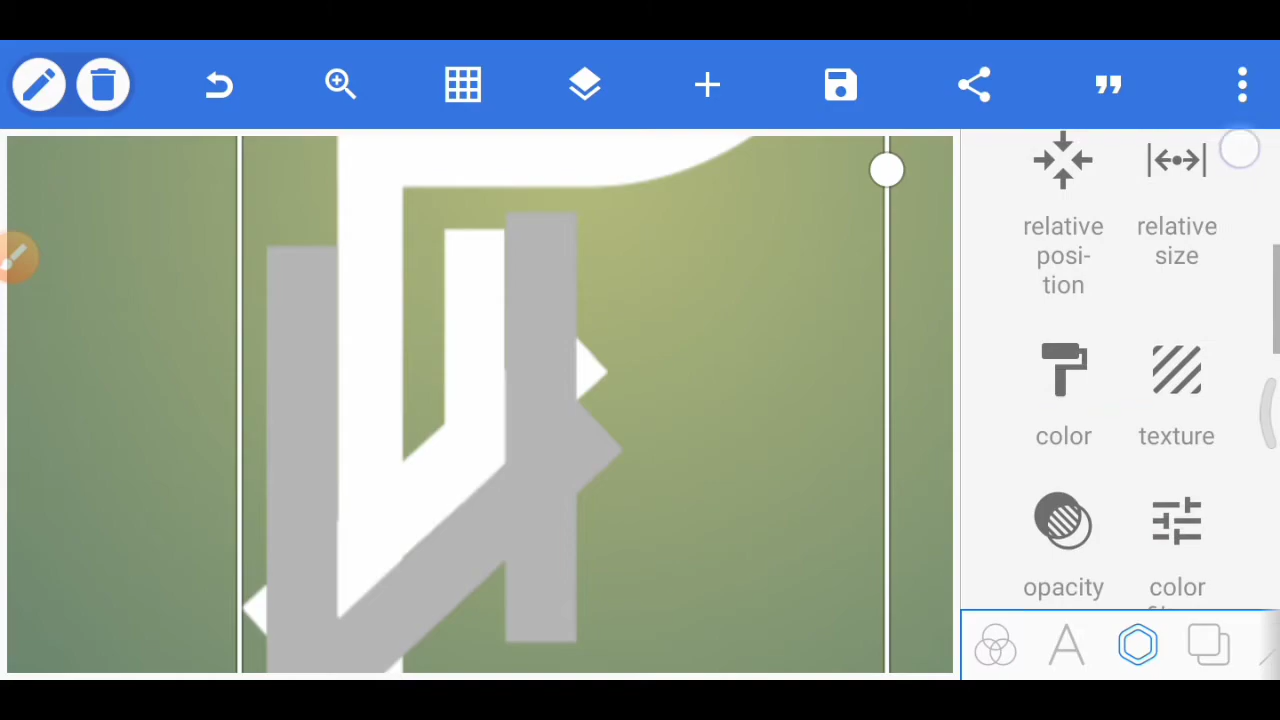 relative
posi-
tion
relative
size
color
texture
opacity
color